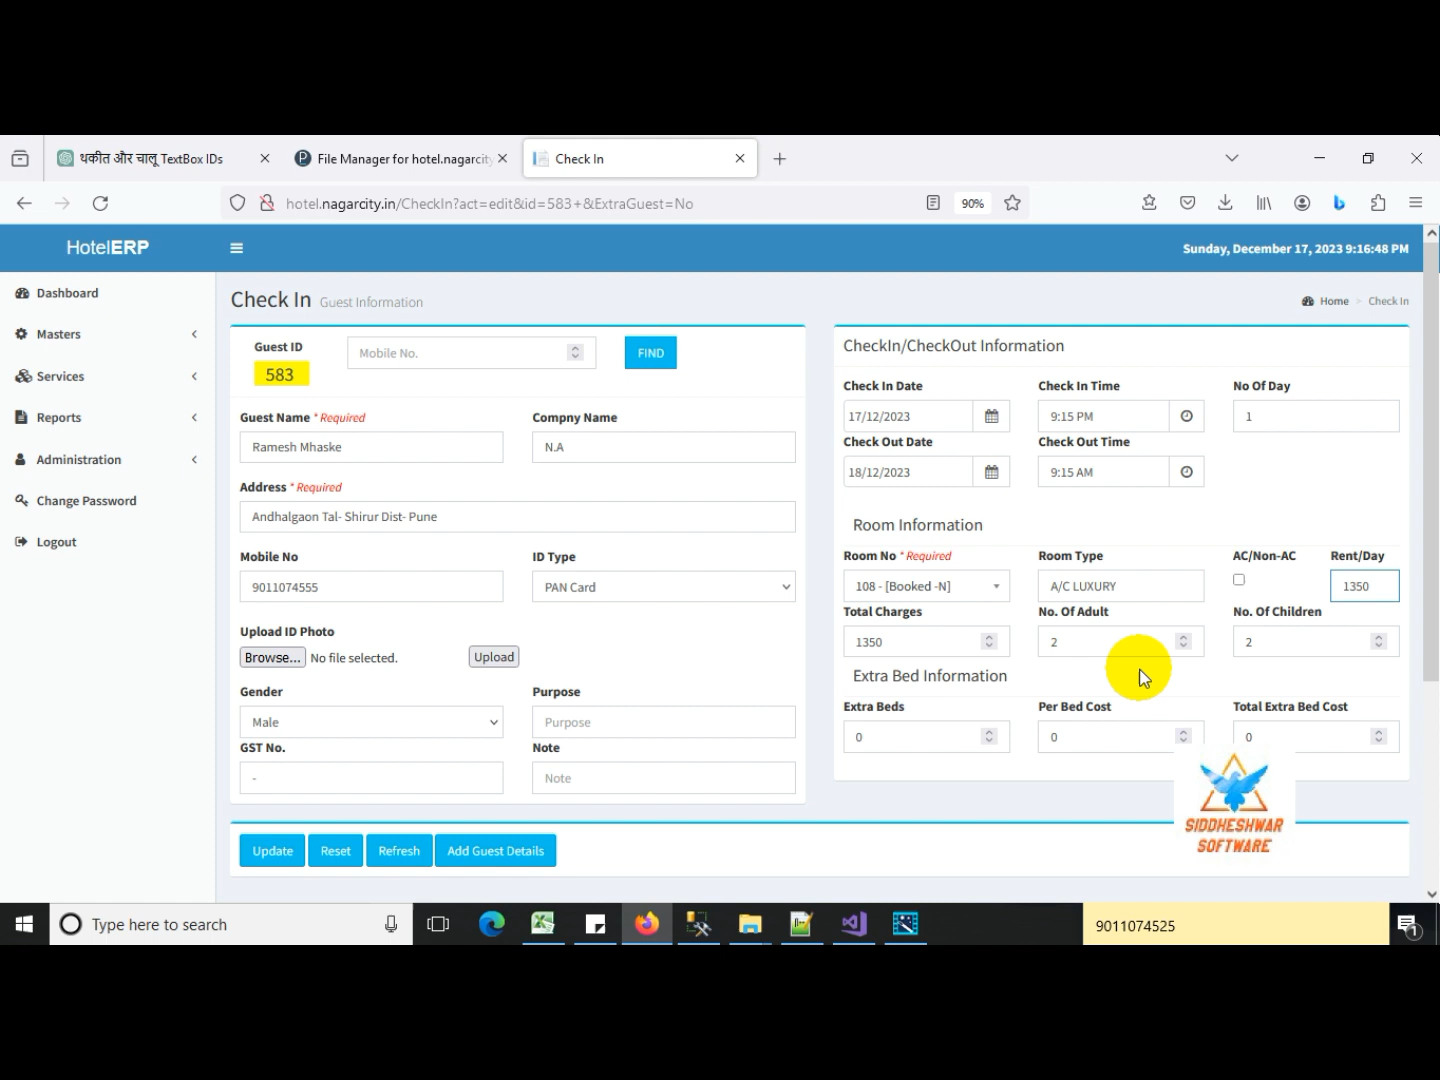 थकीत और चालू TextBox IDs
File Manager for hotel.nagarcity
Check In
hotel.nagarcity.in/CheckIn?act=edit&id=583+&ExtraGuest=No
90%
HotelERP
Sunday, December 17, 2023 9:16:48 PM
Dashboard
Masters
Services
Reports
Administration
Change Password
Logout
Check In Guest Information
Home > Check In
Guest ID
583
Mobile No.
FIND
Guest Name * Required
Compny Name
Ramesh Mhaske
N.A
Address * Required
Andhalgaon Tal- Shirur Dist- Pune
Mobile No
ID Type
9011074555
PAN Card
Upload ID Photo
Browse... No file selected.
Upload
Gender
Purpose
Male
Purpose
GST No.
Note
-
Note
CheckIn/CheckOut Information
Check In Date
Check In Time
No Of Day
17/12/2023
9:15 PM
1
Check Out Date
Check Out Time
18/12/2023
9:15 AM
Room Information
Room No * Required
Room Type
AC/Non-AC
Rent/Day
108 - [Booked -N]
A/C LUXURY
1350
Total Charges
No. Of Adult
No. Of Children
1350
2
2
Extra Bed Information
Extra Beds
Per Bed Cost
Total Extra Bed Cost
0
0
0
SIDDHESHWAR
SOFTWARE
Update
Reset
Refresh
Add Guest Details
Type here to search
9011074525
1